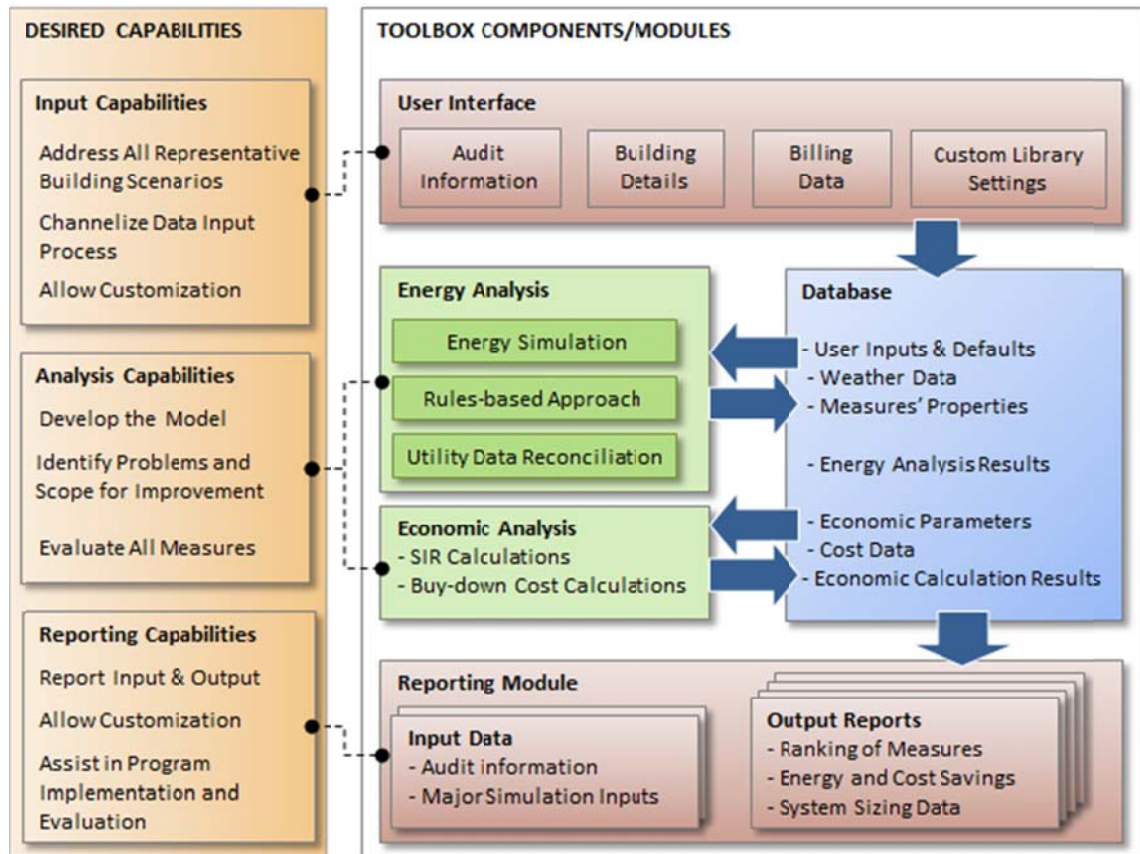 DESIRED CAPABILITIES
Input Capabilities
Address All Representative
Building Scenarios
Channelize Data Input
Process
Allow Customization
Analysis Capabilities
Develop the Model
Identify Problems and
Scope for Improvement
Evaluate All Measures
Reporting Capabilities
Report Input & Output
Allow Customization
Assist in Program
Implementation and
Evaluation
TOOLBOX COMPONENTS/MODULES
User Interface
Audit
Information
Building
Details
Billing
Data
Custom Library
Settings
Energy Analysis
Energy Simulation
Rules-based Approach
Utility Data Reconciliation
Economic Analysis
- SIR Calculations
- Buy-down Cost Calculations
Database
- User Inputs & Defaults
- Weather Data
- Measures' Properties
- Energy Analysis Results
- Economic Parameters
- Cost Data
- Economic Calculation Results
Reporting Module
Input Data
- Audit information
- Major Simulation Inputs
Output Reports
- Ranking of Measures
- Energy and Cost Savings
- System Sizing Data